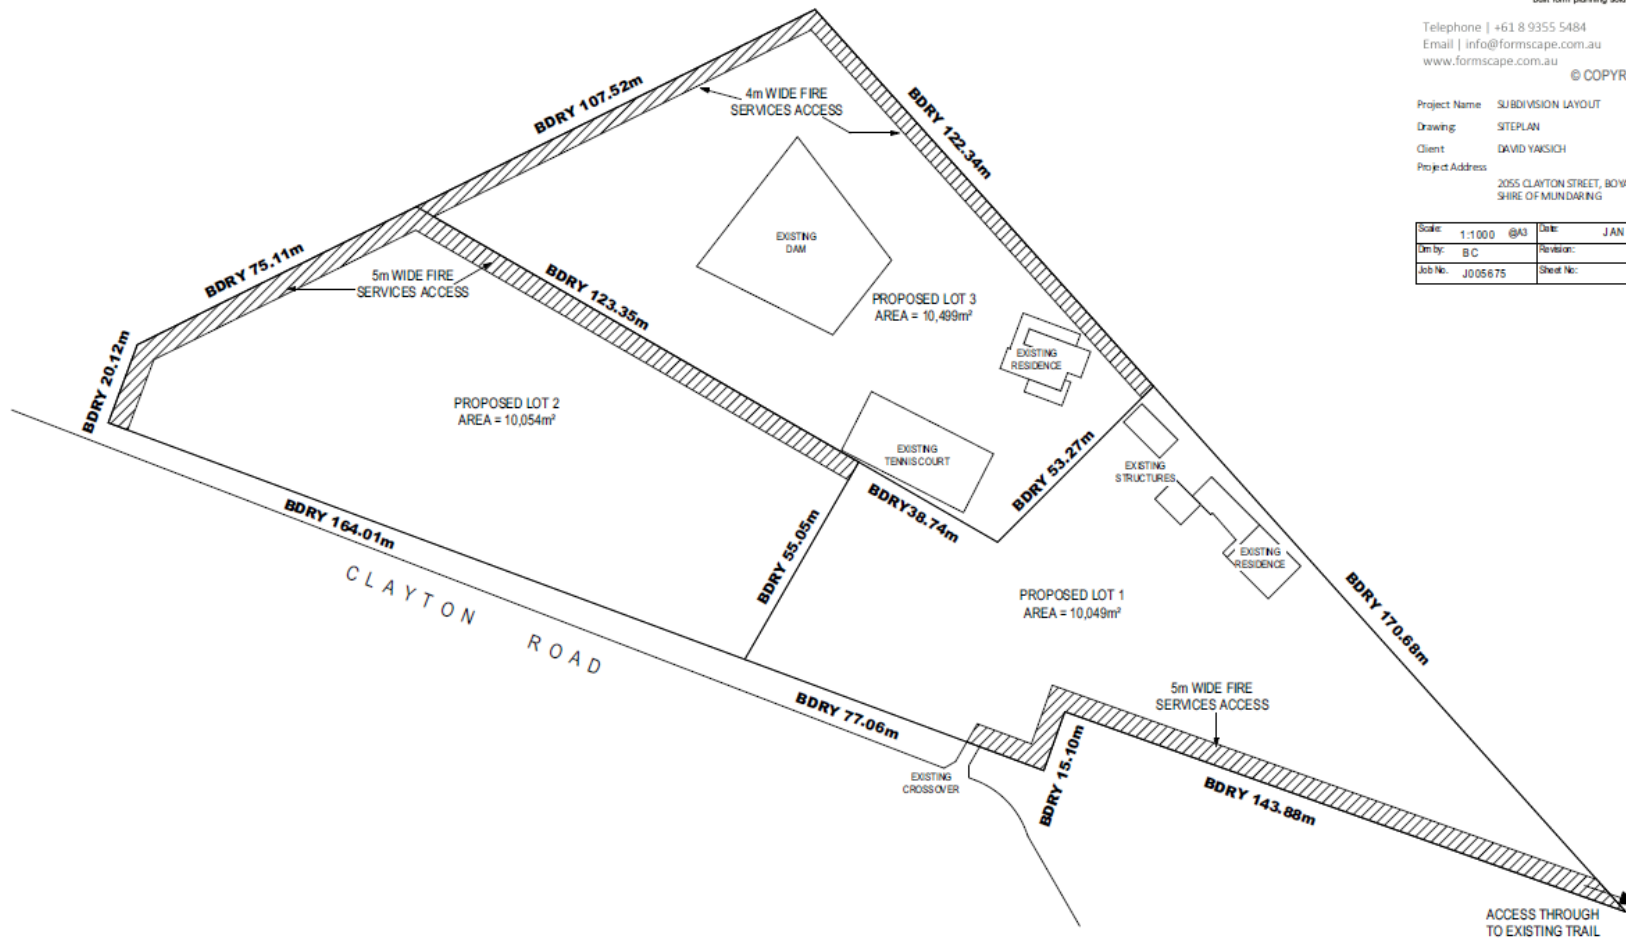 Telephone | +61 8 9355 5484
Email | info@formscape.com.au
www.formscape.com.au
© COPYR
Project Name SUBDIVISION LAYOUT
Drawing: SITEPLAN
Client DAVID YAKSICH
Project Address
2055 CLAYTON STREET, BOYA
SHIRE OF MUNDARING
Scale: 1:1000 @A3 Date: JAN
Drn by: BC Revision:
Job No. J005675 Sheet No:
BDRY 107.52m
4m WIDE FIRE
SERVICES ACCESS
BDRY 122.34m
EXISTING
DAM
BDRY 75.11m
5m WIDE FIRE
SERVICES ACCESS
BDRY 123.35m
PROPOSED LOT 3
AREA = 10,499m²
BDRY 20.12m
EXISTING
RESIDENCE
PROPOSED LOT 2
AREA = 10,054m²
EXISTING
TENNIS COURT
BDRY 53.27m
EXISTING
STRUCTURES
BDRY 164.01m
BDRY38.74m
BDRY 55.05m
EXISTING
RESIDENCE
CLAYTON ROAD
PROPOSED LOT 1
AREA = 10,049m²
BDRY 170.68m
5m WIDE FIRE
SERVICES ACCESS
BDRY 77.06m
EXISTING
CROSSOVER
BDRY 15.10m
BDRY 143.88m
ACCESS THROUGH
TO EXISTING TRAIL